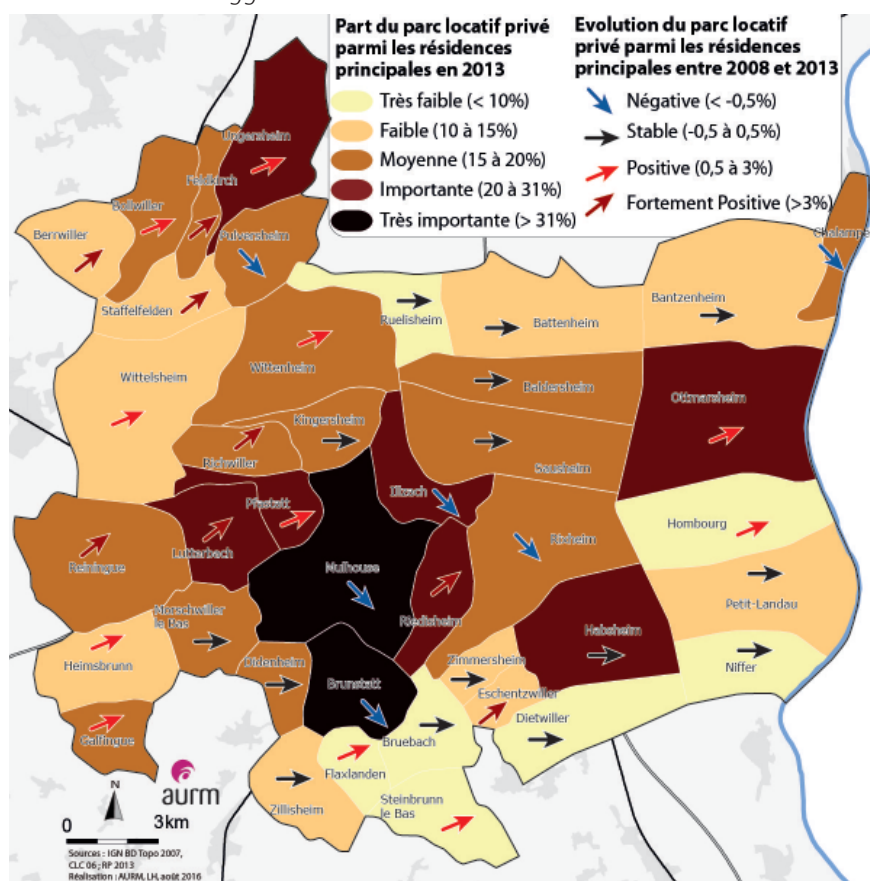 Part du parc locatif privé
parmi les résidences
principales en 2013
Très faible (< 10%)
Faible (10 à 15%)
Moyenne (15 à 20%)
Importante (20 à 31%)
Très importante (> 31%)
Evolution du parc locatif
privé parmi les résidences
principales entre 2008 et 2013
Négative (< -0,5%)
Stable (-0,5 à 0,5%)
Positive (0,5 à 3%)
Fortement Positive (>3%)
Ungersheim
Feldkirch
Bollwiller
Berrwiller
Pulversheim
Chalampe
Staffelfelden
Ruelisheim
Battenheim
Bantzenheim
Wittelsheim
Wittenheim
Baldersheim
Ottmarsheim
Kingersheim
Richwiller
Sausheim
Pfastatt
Illzach
Hombourg
Lutterbach
Rixheim
Reiningue
Mulhouse
Riedisheim
Petit-Landau
Morschwiller
le Bas
Habsheim
Heimsbrunn
Didenheim
Zimmersheim
Niffer
Brunstatt
Eschentzwiller
Dietwiller
Galfingue
Bruebach
Flaxlanden
Zillisheim
Steinbrunn
le Bas
N
aurm
0 3km
Sources : IGN BD Topo 2007,
CLC 06 ; RP 2013
Réalisation : AURM, LH, août 2016